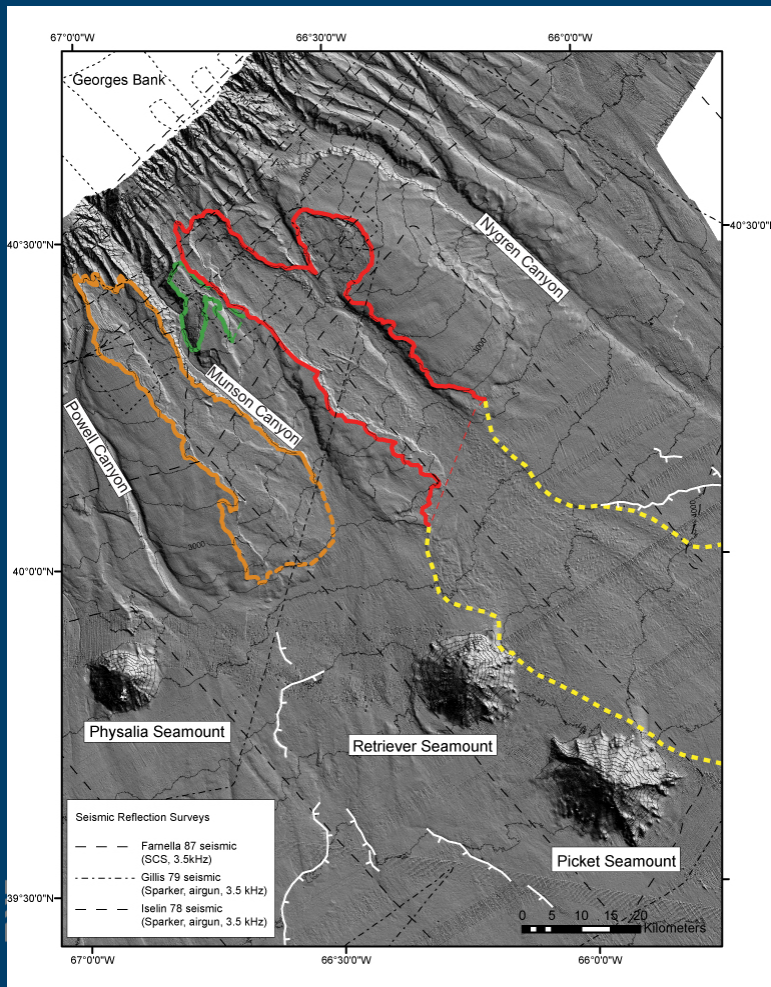 67°0'0"W
66°30'0"W
66°0'0"W
Georges Bank
3000
40°30'0"N
40°30'0"N
Nygren Canyon
3000
Munson Canyon
Powell Canyon
4000
3000
40°0'0"N
Physalia Seamount
Retriever Seamount
Picket Seamount
Seismic Reflection Surveys
Farnella 87 seismic
(SCS, 3.5kHz)
Gillis 79 seismic
(Sparker, airgun, 3.5 kHz)
Iselin 78 seismic
(Sparker, airgun, 3.5 kHz)
39°30'0"N
0 5 10 15 20
Kilometers
67°0'0"W
66°30'0"W
66°0'0"W